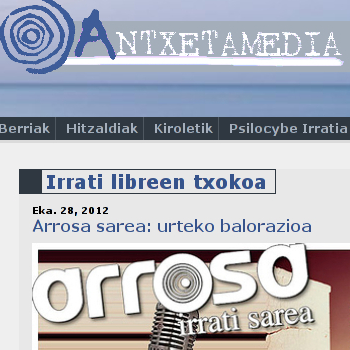 ANTXETAMEDIA
Berriak Hitzaldiak Kiroletik Psilocybe Irratia
Irrati libreen txokoa
Eka. 28, 2012
Arrosa sarea: urteko balorazioa
arrosa
irrati sarea